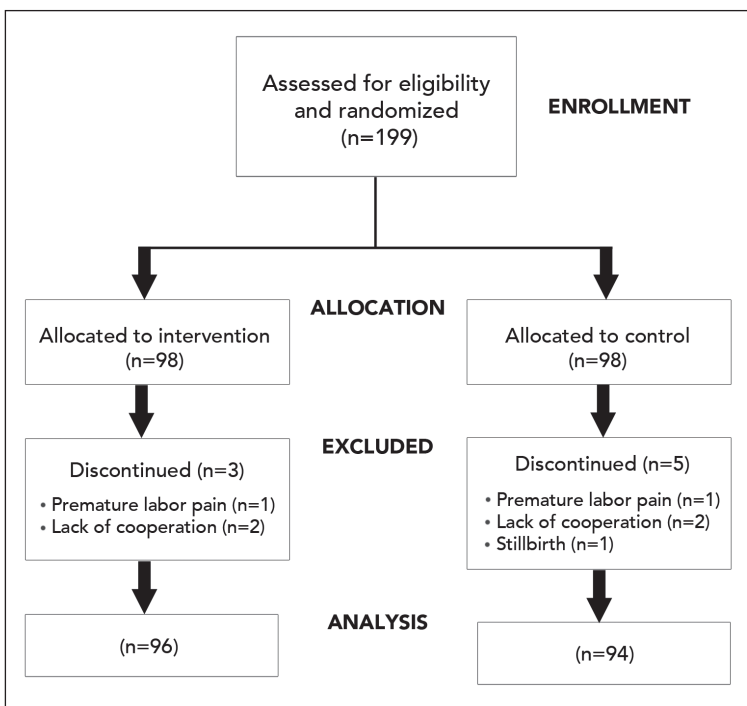 Assessed for eligibility
and randomized
(n=199)
ENROLLMENT
ALLOCATION
Allocated to intervention
(n=98)
Allocated to control
(n=98)
EXCLUDED
Discontinued (n=3)
• Premature labor pain (n=1)
• Lack of cooperation (n=2)
Discontinued (n=5)
• Premature labor pain (n=1)
• Lack of cooperation (n=2)
• Stillbirth (n=1)
ANALYSIS
(n=96)
(n=94)